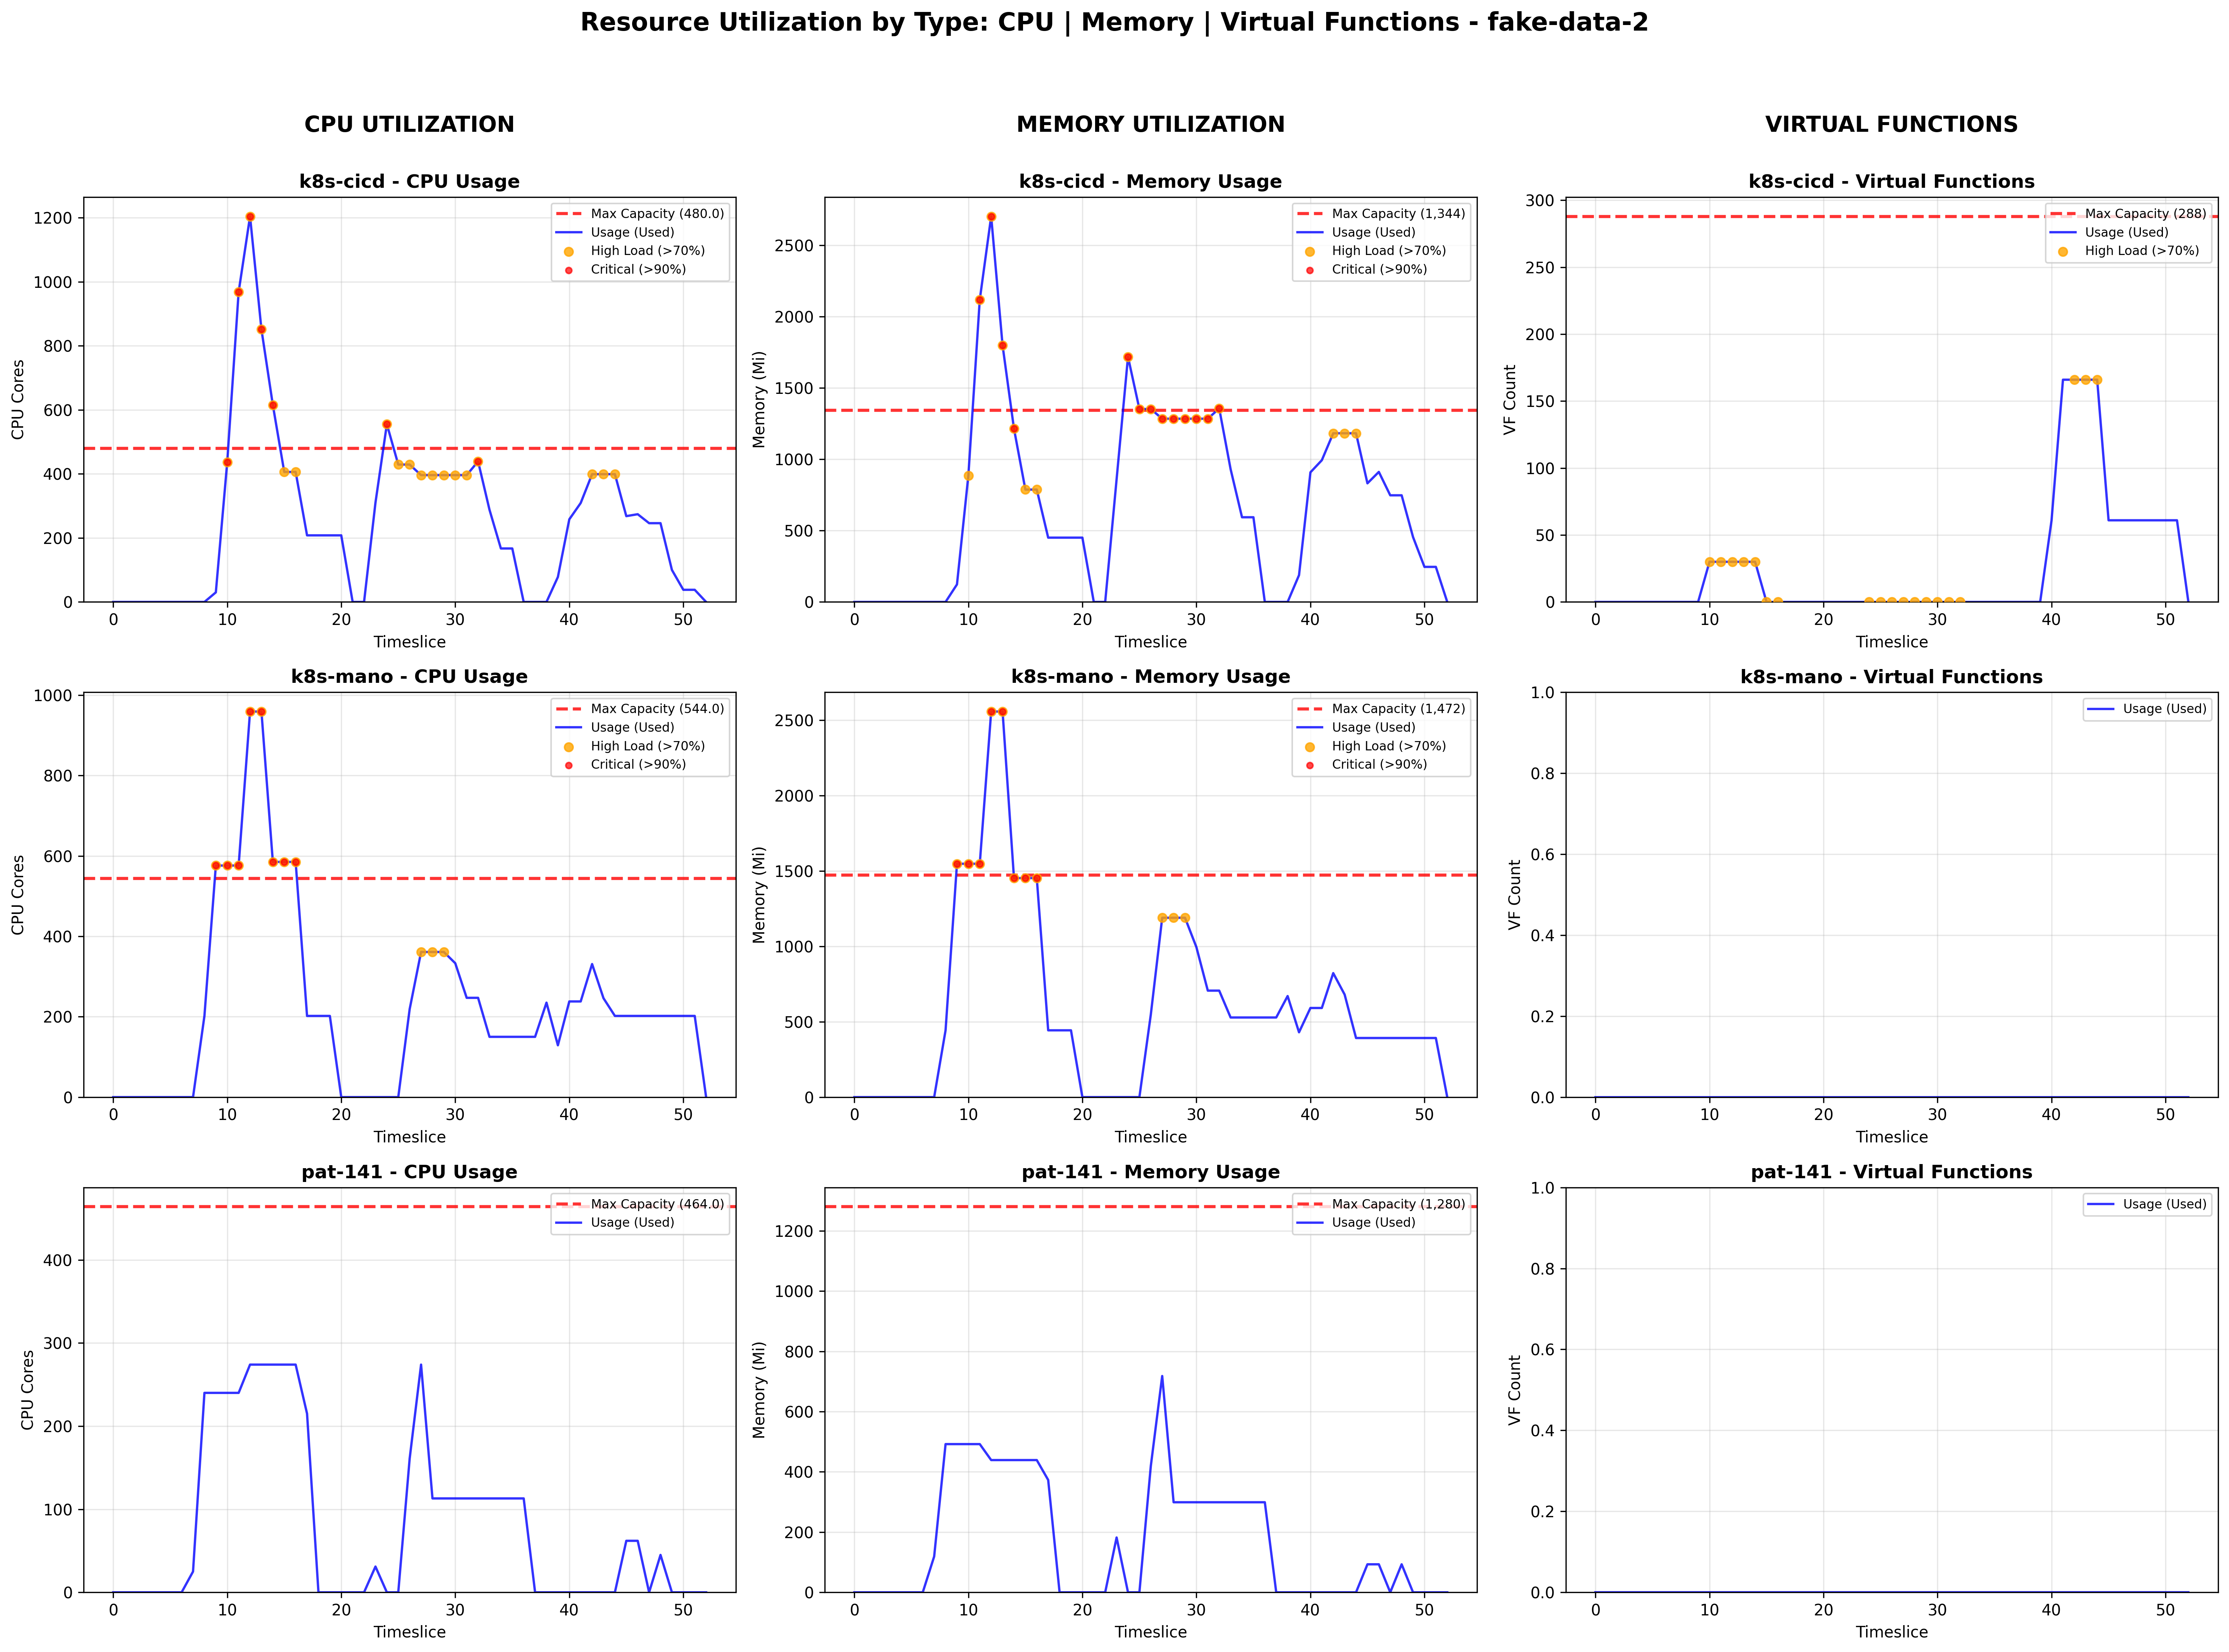 Resource Utilization by Type: CPU | Memory | Virtual Functions - fake-data-2
CPU UTILIZATION
MEMORY UTILIZATION
VIRTUAL FUNCTIONS
k8s-cicd - CPU Usage
CPU Cores
1200
1000
800
600
400
200
0
0 10 20 30 40 50
Timeslice
Max Capacity (480.0)
Usage (Used)
High Load (>70%)
Critical (>90%)
k8s-cicd - Memory Usage
Memory (Mi)
2500
2000
1500
1000
500
0
0 10 20 30 40 50
Timeslice
Max Capacity (1,344)
Usage (Used)
High Load (>70%)
Critical (>90%)
k8s-cicd - Virtual Functions
VF Count
300
250
200
150
100
50
0
0 10 20 30 40 50
Timeslice
Max Capacity (288)
Usage (Used)
High Load (>70%)
k8s-mano - CPU Usage
CPU Cores
1000
800
600
400
200
0
0 10 20 30 40 50
Timeslice
Max Capacity (544.0)
Usage (Used)
High Load (>70%)
Critical (>90%)
k8s-mano - Memory Usage
Memory (Mi)
2500
2000
1500
1000
500
0
0 10 20 30 40 50
Timeslice
Max Capacity (1,472)
Usage (Used)
High Load (>70%)
Critical (>90%)
k8s-mano - Virtual Functions
VF Count
1.0
0.8
0.6
0.4
0.2
0.0
0 10 20 30 40 50
Timeslice
Usage (Used)
pat-141 - CPU Usage
CPU Cores
400
300
200
100
0
0 10 20 30 40 50
Timeslice
Max Capacity (464.0)
Usage (Used)
pat-141 - Memory Usage
Memory (Mi)
1200
1000
800
600
400
200
0
0 10 20 30 40 50
Timeslice
Max Capacity (1,280)
Usage (Used)
pat-141 - Virtual Functions
VF Count
1.0
0.8
0.6
0.4
0.2
0.0
0 10 20 30 40 50
Timeslice
Usage (Used)